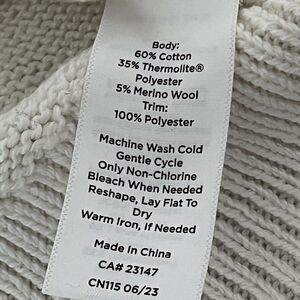 Body:
60% Cotton
35% Thermolite®
Polyester
5% Merino Wool
Trim:
100% Polyester
Machine Wash Cold
Gentle Cycle
Only Non-Chlorine
Bleach When Needed
Reshape, Lay Flat To
Dry
Warm Iron, If Needed
Made In China
CA# 23147
CN115 06/23